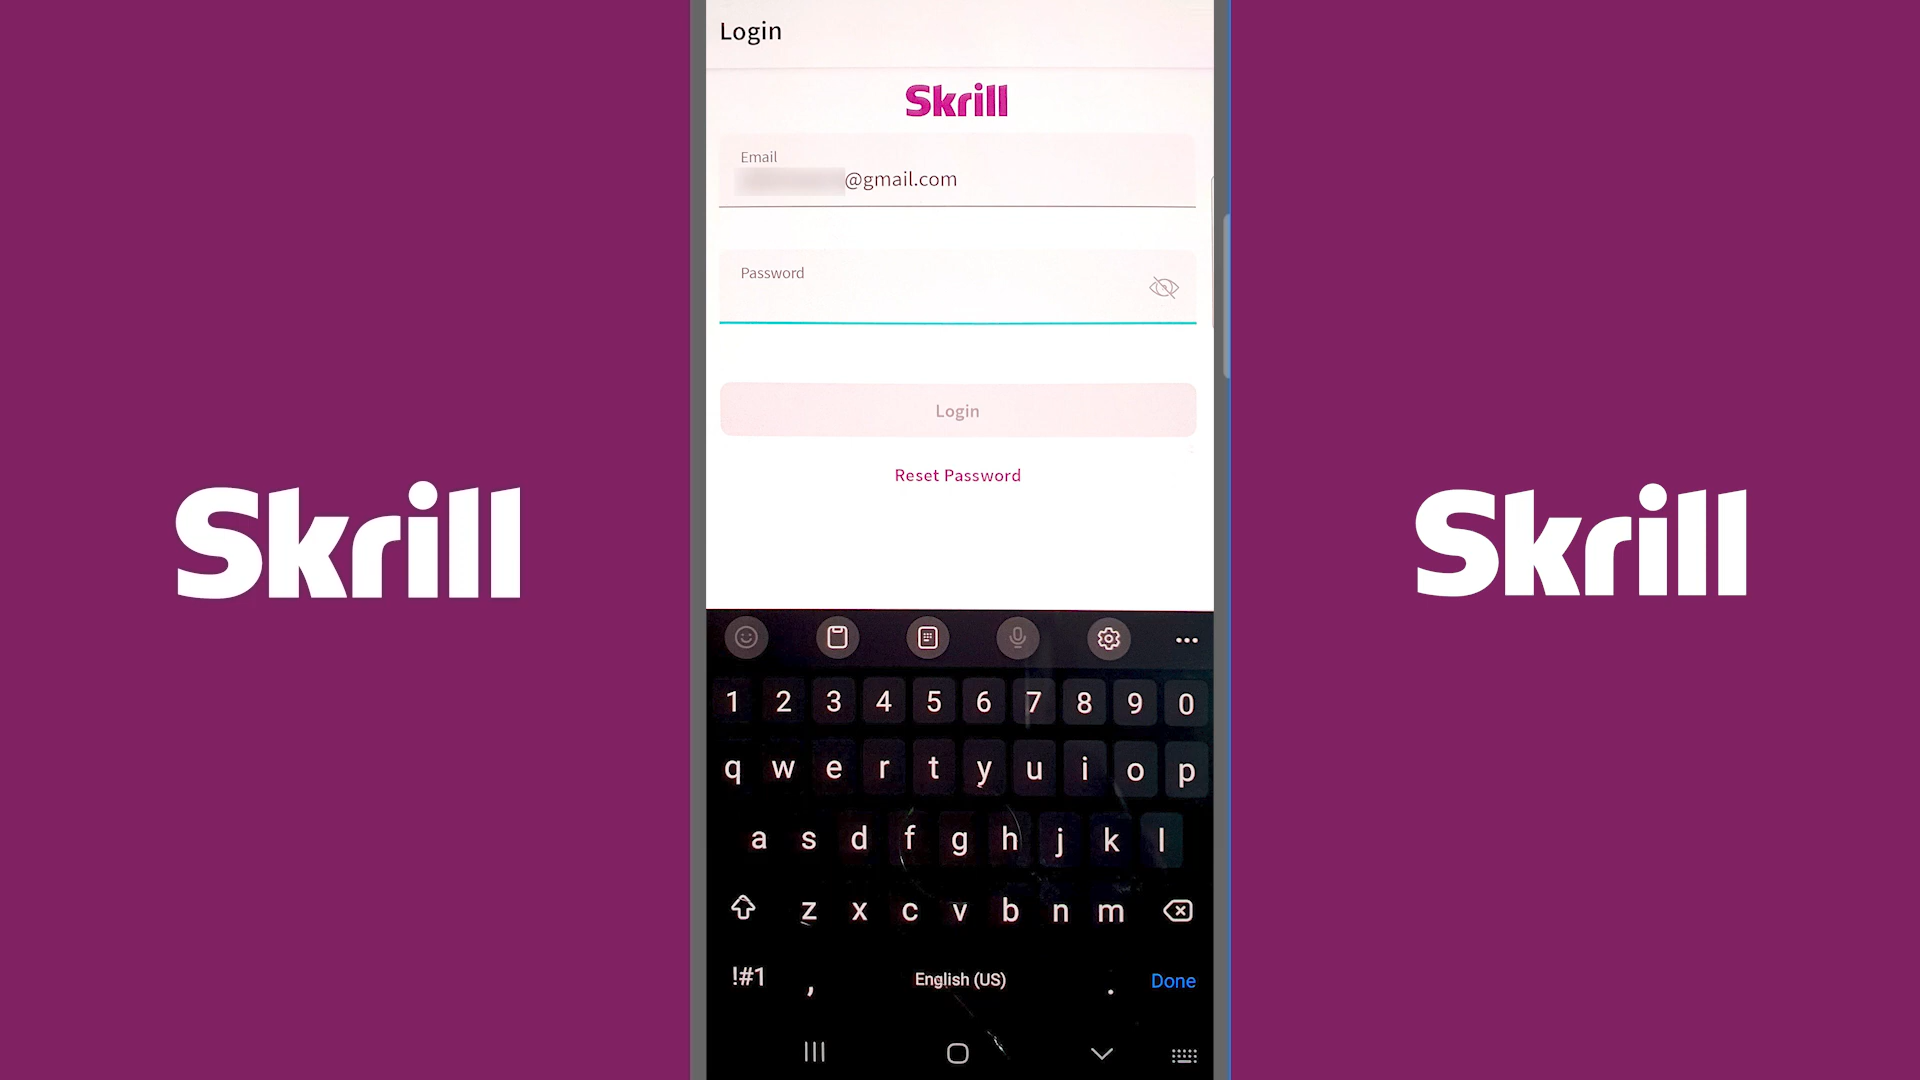 Login
Skrill
Email
@gmail.com
Password
Login
Reset Password
Skrill
Skrill
1 2 3 4 5 6 7 8 9 0
q w e r t y u i o p
a s d f g h j k l
z x c v b n m
!#1 , English (US) . Done